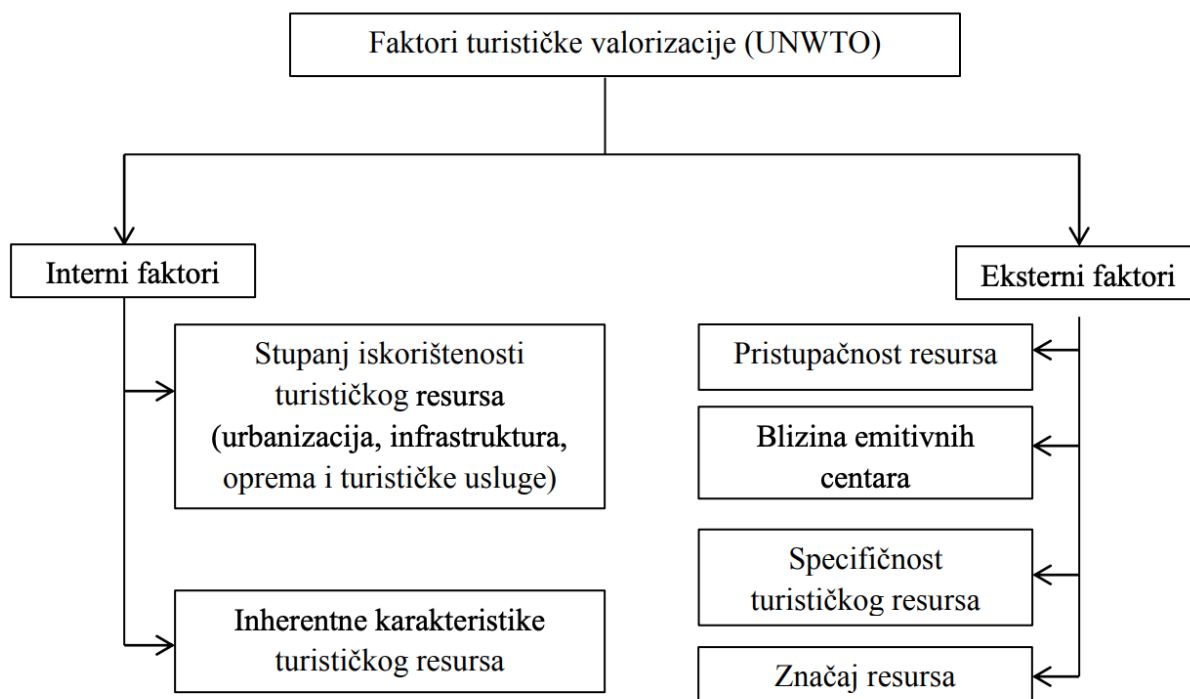 Faktori turističke valorizacije (UNWTO)
Interni faktori
Eksterni faktori
Stupanj iskorištenosti
turističkog resursa
(urbanizacija, infrastruktura,
oprema i turističke usluge)
Inherentne karakteristike
turističkog resursa
Pristupačnost resursa
Blizina emitivnih
centara
Specifičnost
turističkog resursa
Značaj resursa